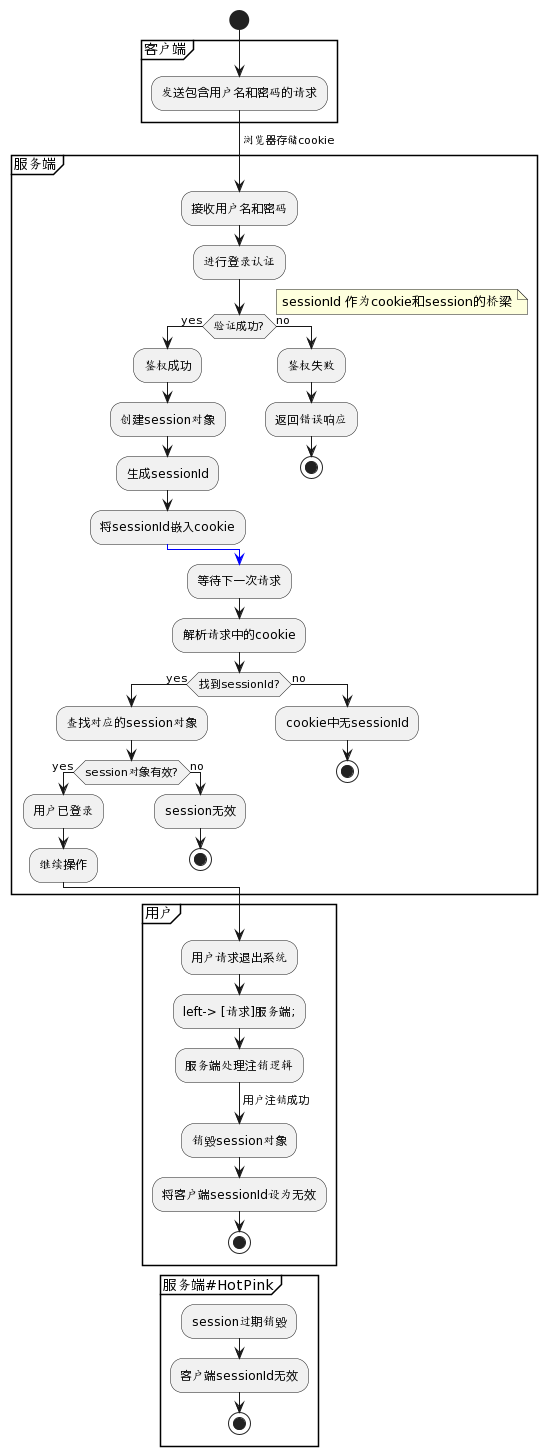 客户端
发送包含用户名和密码的请求
浏览器存储cookie
服务端
接收用户名和密码
进行登录认证
sessionId 作为cookie和session的桥梁
yes
验证成功?
no
鉴权成功
鉴权失败
创建session对象
返回错误响应
生成sessionId
将sessionId嵌入cookie
等待下一次请求
解析请求中的cookie
yes
找到sessionId?
no
查找对应的session对象
cookie中无sessionId
yes
session对象有效?
no
用户已登录
session无效
继续操作
用户
用户请求退出系统
left-> [请求]服务端;
服务端处理注销逻辑
用户注销成功
销毁session对象
将客户端sessionId设为无效
服务端#HotPink
session过期销毁
客户端sessionId无效